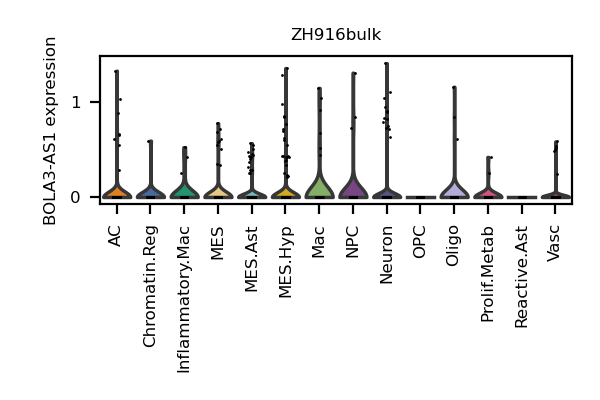 ZH916bulk
BOLA3-AS1 expression
1
0
AC
Chromatin.Reg
Inflammatory.Mac
MES
MES.Ast
MES.Hyp
Mac
NPC
Neuron
OPC
Oligo
Prolif.Metab
Reactive.Ast
Vasc